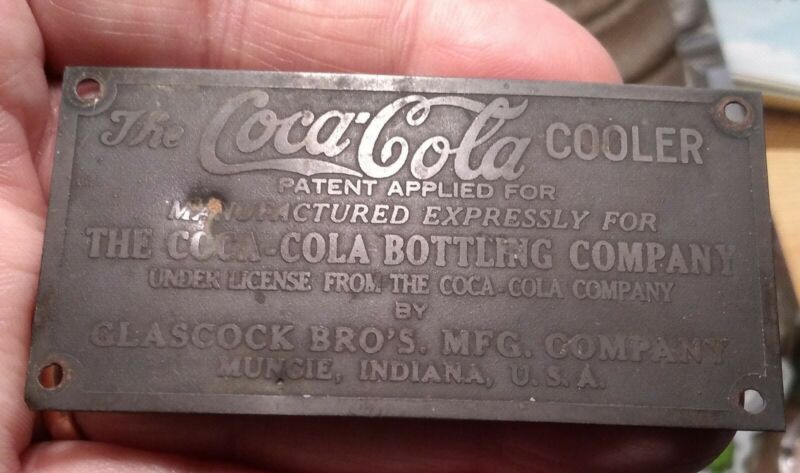 The Coca-Cola COOLER
PATENT APPLIED FOR
MANUFACTURED EXPRESSLY FOR
THE COCA-COLA BOTTLING COMPANY
UNDER LICENSE FROM THE COCA-COLA COMPANY
BY
GLASCOCK BRO'S. MFG. COMPANY
MUNCIE, INDIANA, U.S.A.